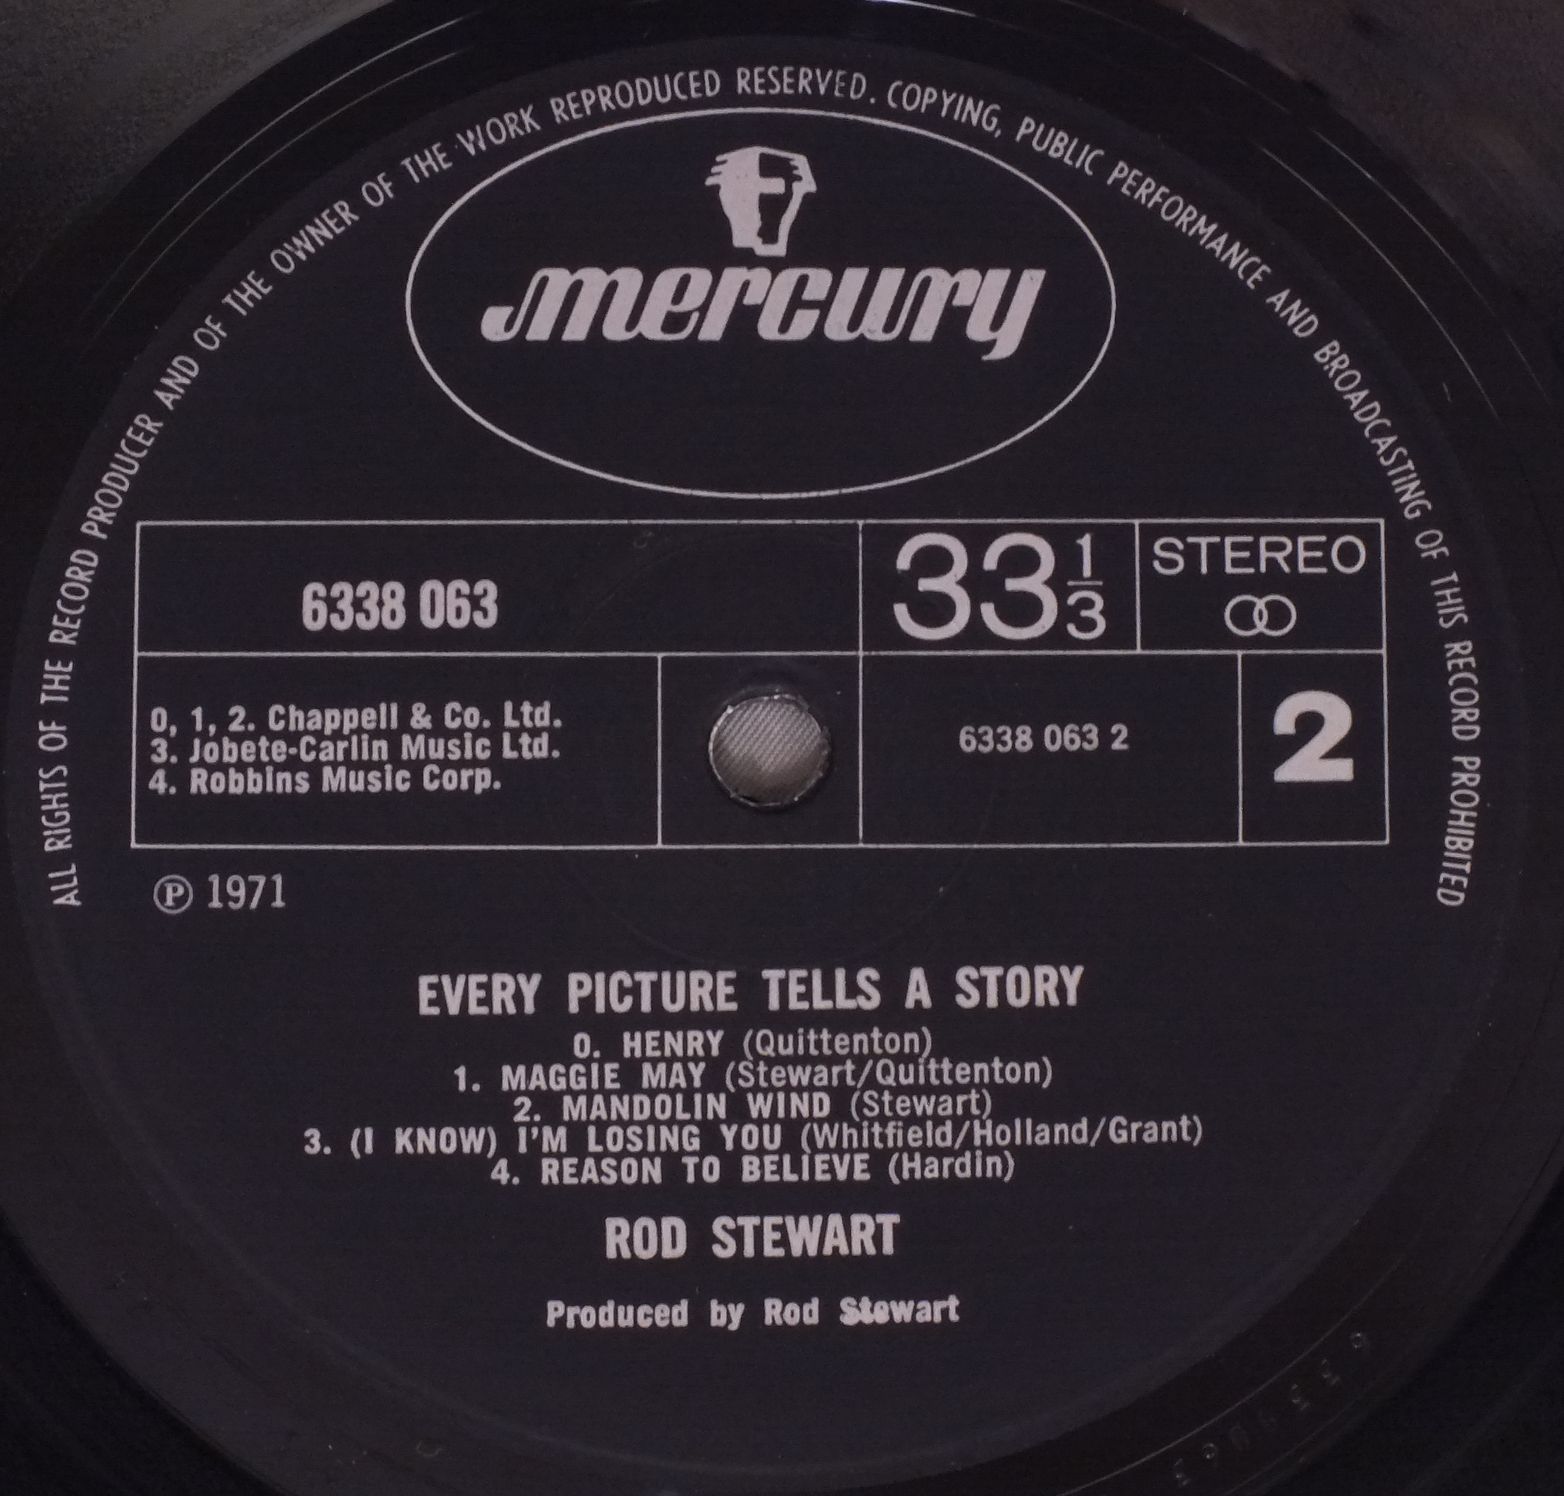 ALL RIGHTS OF THE RECORD PRODUCER AND OF THE OWNER OF THE WORK REPRODUCED RESERVED. COPYING, PUBLIC PERFORMANCE AND BROADCASTING OF THIS RECORD PROHIBITED
mercury
6338 063
33 1/3
STEREO
0, 1, 2. Chappell & Co. Ltd.
3. Jobete-Carlin Music Ltd.
4. Robbins Music Corp.
6338 063 2
2
℗ 1971
EVERY PICTURE TELLS A STORY
0. HENRY (Quittenton)
1. MAGGIE MAY (Stewart/Quittenton)
2. MANDOLIN WIND (Stewart)
3. (I KNOW) I'M LOSING YOU (Whitfield/Holland/Grant)
4. REASON TO BELIEVE (Hardin)
ROD STEWART
Produced by Rod Stewart